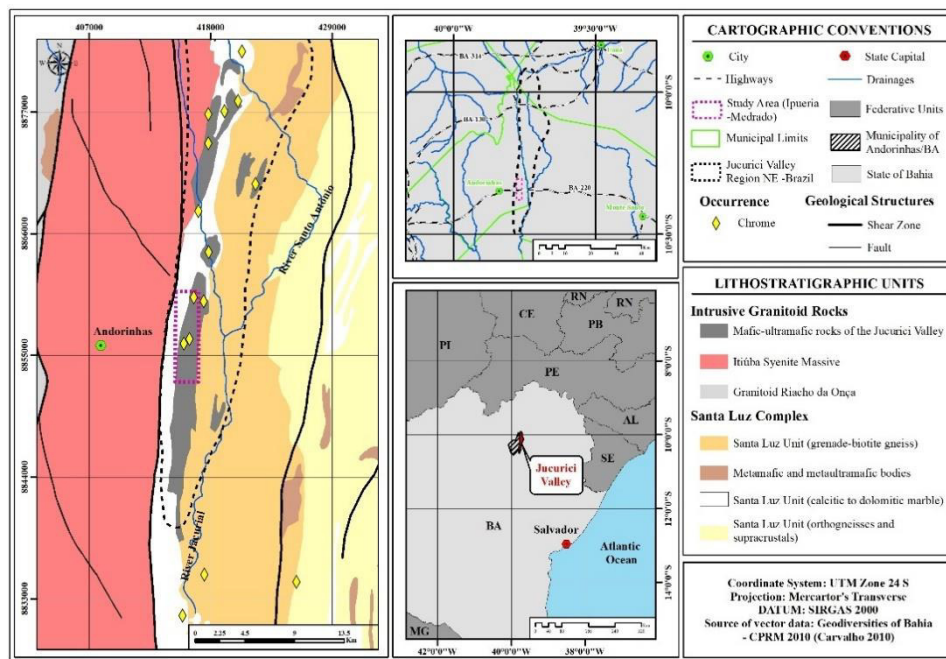 407000
418000
429000
N
8877000
8866000
8855000
8844000
8833000
River Santo Antônio
Andorinhas
River Jacurial
0 2.25 4.5 9 13.5
Km
40°0'0"S
39°30'0"S
10°0'0"S
10°30'0"S
BA 314
BA 220
Andorinhas
Monte Santo
42°0'0"S
40°0'0"S
38°0'0"S
8°0'0"S
10°0'0"S
12°0'0"S
14°0'0"S
RN
RN
CE
PB
PI
PE
AL
SE
Jucurici
Valley
BA
Salvador
Atlantic
Ocean
MG
CARTOGRAPHIC CONVENTIONS
City
State Capital
Highways
Drainages
Study Area (Ipueria
-Medrado)
Federative Units
Municipal Limits
Municipality of
Andorinhas/BA
Jucurici Valley
Region NE -Brazil
State of Bahia
Occurrence
Geological Structures
Chrome
Shear Zone
Fault
LITHOSTRATIGRAPHIC UNITS
Intrusive Granitoid Rocks
Mafic-ultramafic rocks of the Jucurici Valley
Itiúba Syenite Massive
Granitoid Riacho da Onça
Santa Luz Complex
Santa Luz Unit (grenade-biotite gneiss)
Metamafic and metaultramafic bodies
Santa Luz Unit (calcitic to dolomitic marble)
Santa Luz Unit (orthogneisses and
supracrustals)
Coordinate System: UTM Zone 24 S
Projection: Mercartor's Transverse
DATUM: SIRGAS 2000
Source of vector data: Geodiversities of Bahia
- CPRM 2010 (Carvalho 2010)